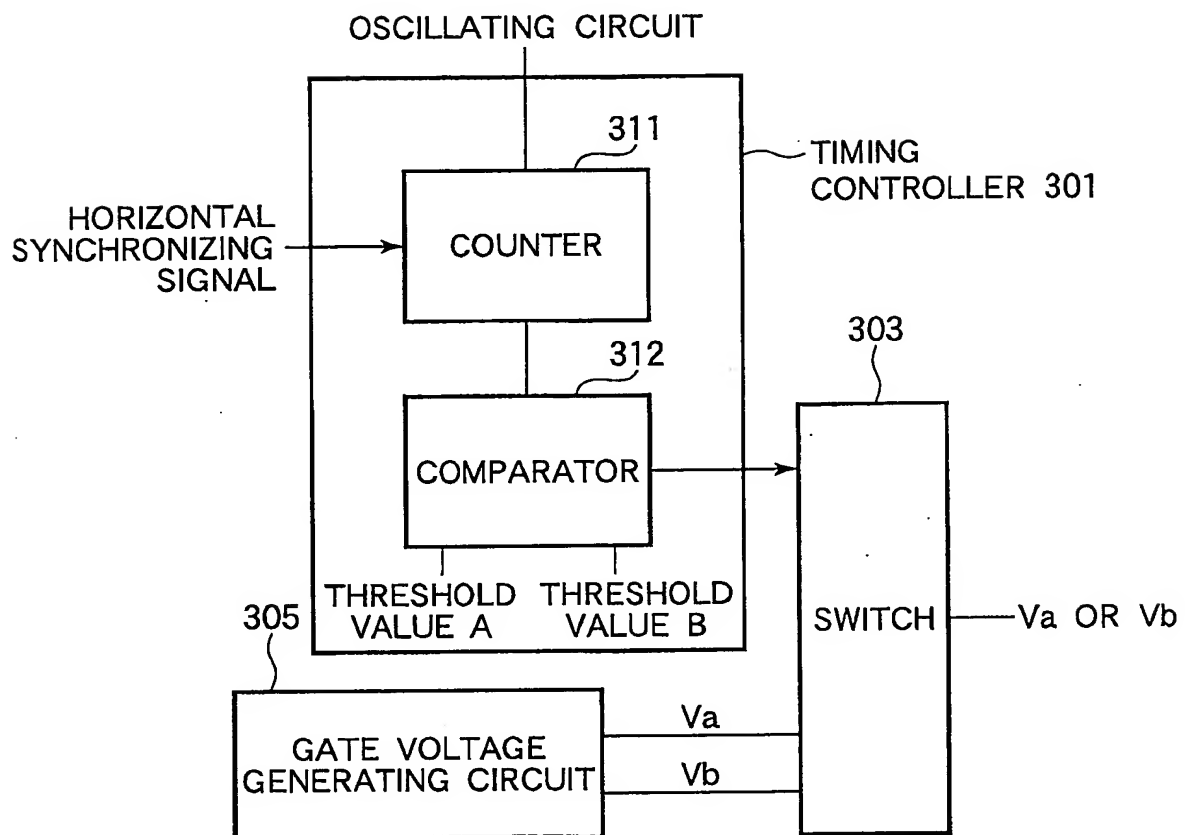 OSCILLATING CIRCUIT
311
TIMING
CONTROLLER 301
HORIZONTAL
SYNCHRONIZING
SIGNAL
COUNTER
312
303
COMPARATOR
THRESHOLD
VALUE A
THRESHOLD
VALUE B
SWITCH
Va OR Vb
305
GATE VOLTAGE
GENERATING CIRCUIT
Va
Vb